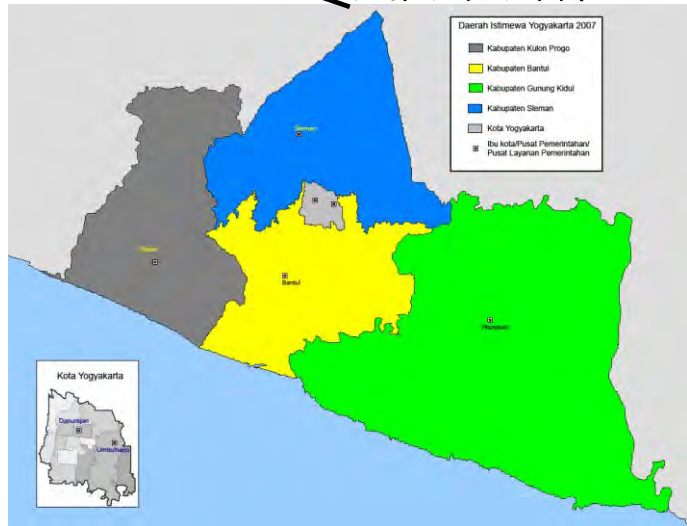 Daerah Istimewa Yogyakarta 2007
Kabupaten Kulon Progo
Kabupaten Bantul
Kabupaten Gunung Kidul
Kabupaten Sleman
Kota Yogyakarta
Ibu kota/Pusat Pemerintahan/
Pusat Layanan Pemerintahan
Sleman
Bantul
Kota Yogyakarta
Danurejan
Umbulharjo